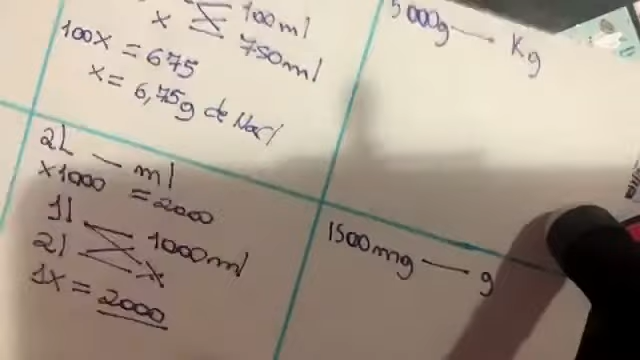 100ml
x 750ml
100x = 675
x = 6,75g de NaCl
5000g — Kg
2L — ml
x1000 = 2000
1l 1000ml
2l x
1x = 2000
1500mg — g